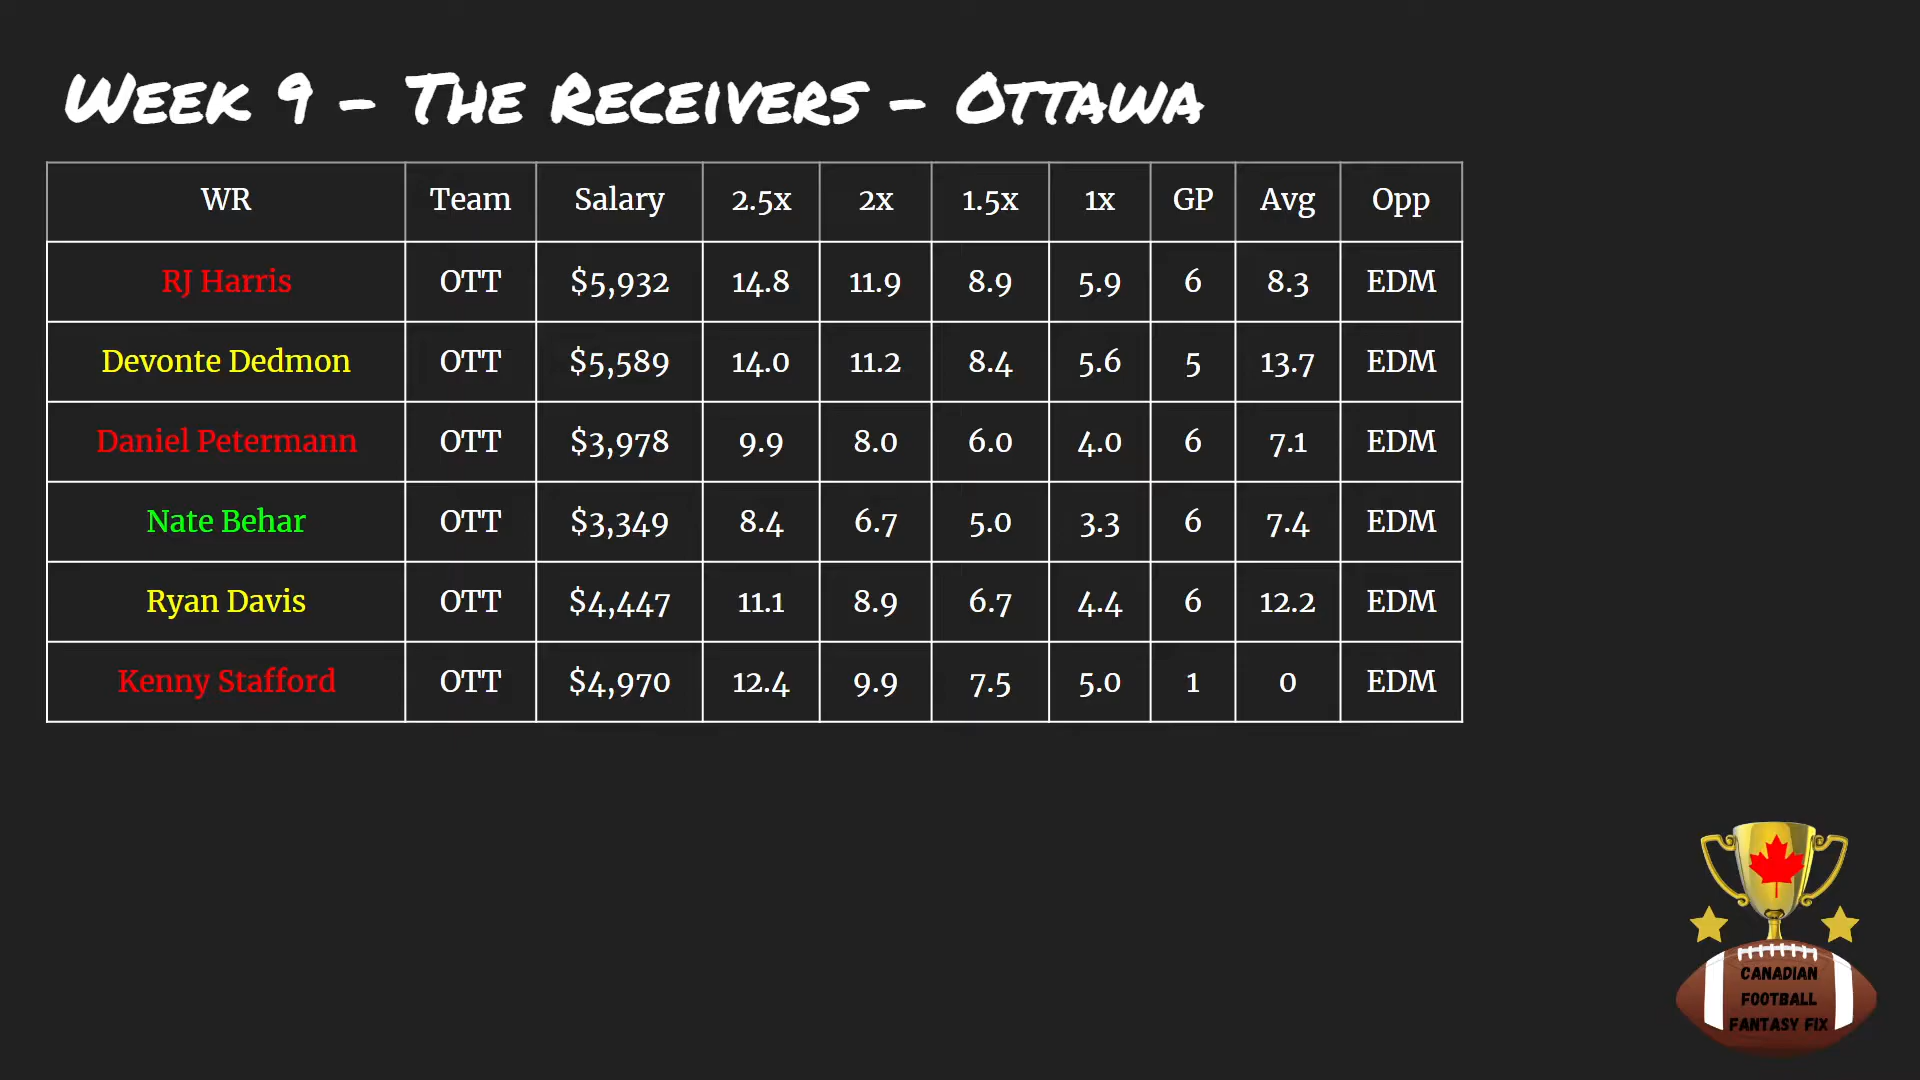 Week 9 - The Receivers - Ottawa
WR Team Salary 2.5x 2x 1.5x 1x GP Avg Opp
RJ Harris OTT $5,932 14.8 11.9 8.9 5.9 6 8.3 EDM
Devonte Dedmon OTT $5,589 14.0 11.2 8.4 5.6 5 13.7 EDM
Daniel Petermann OTT $3,978 9.9 8.0 6.0 4.0 6 7.1 EDM
Nate Behar OTT $3,349 8.4 6.7 5.0 3.3 6 7.4 EDM
Ryan Davis OTT $4,447 11.1 8.9 6.7 4.4 6 12.2 EDM
Kenny Stafford OTT $4,970 12.4 9.9 7.5 5.0 1 0 EDM
CANADIAN
FOOTBALL
FANTASY FIX